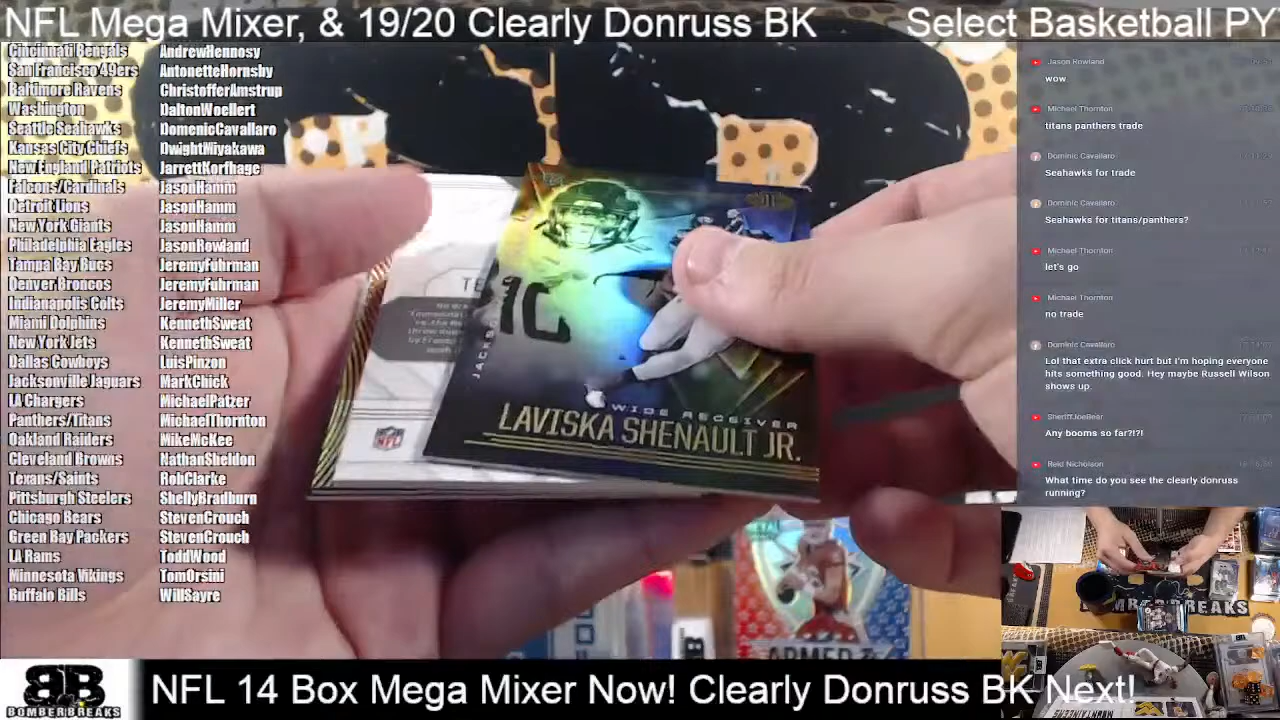 NFL Mega Mixer, & 19/20 Clearly Donruss BK Select Basketball PY
Cincinnati Bengals AndrewHennosy
San Francisco 49ers AntonetteHornsby
Baltimore Ravens ChristofferAmstrup
Washington DaltonWoellert
Seattle Seahawks DomenicCavallaro
Kansas City Chiefs DwightMiyakawa
New England Patriots JarrettKorfhage
Falcons/Cardinals JasonHamm
Detroit Lions JasonHamm
New York Giants JasonHamm
Philadelphia Eagles JasonRowland
Tampa Bay Bucs JeremyFuhrman
Denver Broncos JeremyFuhrman
Indianapolis Colts JeremyMiller
Miami Dolphins KennethSweat
New York Jets KennethSweat
Dallas Cowboys LuisPinzon
Jacksonville Jaguars MarkChick
LA Chargers MichaelPatzer
Panthers/Titans MichaelThornton
Oakland Raiders MikeMcKee
Cleveland Browns NathanSheldon
Texans/Saints RobClarke
Pittsburgh Steelers ShellyBradburn
Chicago Bears StevenCrouch
Green Bay Packers StevenCrouch
LA Rams ToddWood
Minnesota Vikings TomOrsini
Buffalo Bills WillSayre
10
WIDE RECEIVER
LAVISKA SHENAULT JR.
NFL
ARMED &
Jason Rowland
wow
Michael Thornton
titans panthers trade
Dominic Cavallaro
Seahawks for trade
Dominic Cavallaro
Seahawks for titans/panthers?
Michael Thornton
let's go
Michael Thornton
no trade
Dominic Cavallaro
Lol that extra click hurt but I'm hoping everyone
hits something good. Hey maybe Russell Wilson
shows up.
SheriffJoeBear
Any booms so far?!?!
Reid Nicholson
What time do you see the clearly donruss
running?
BOMBERBREAKS
BB
BOMBERBREAKS
NFL 14 Box Mega Mixer Now! Clearly Donruss BK Next!